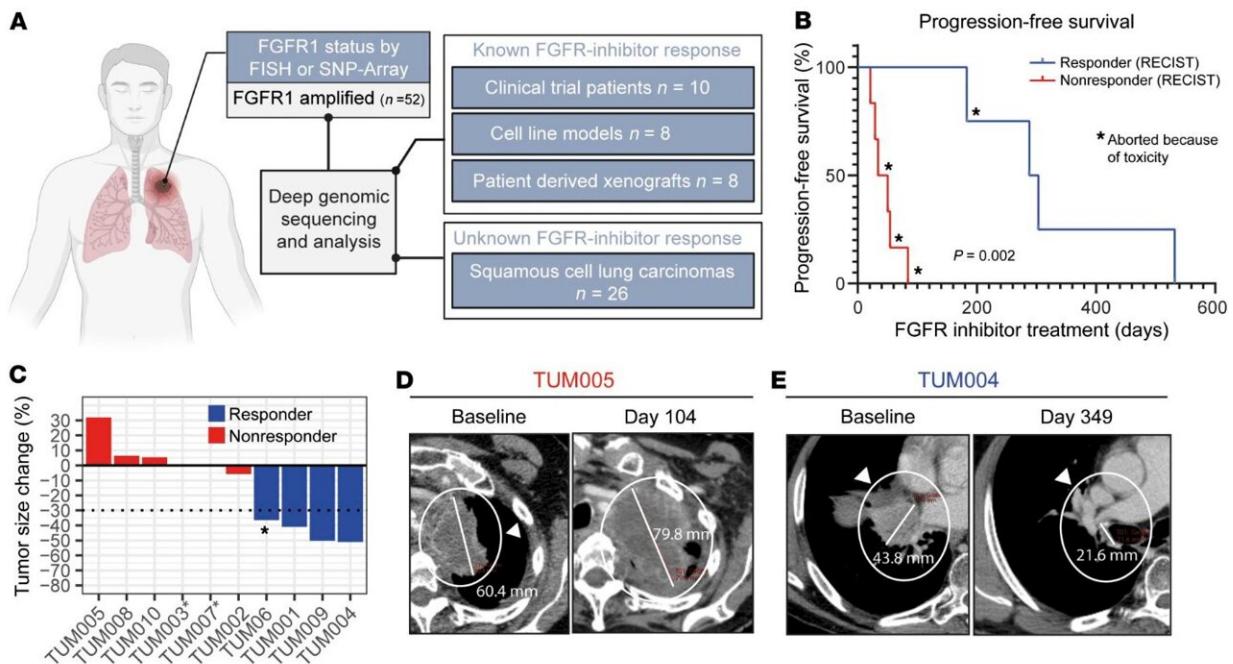 A
FGFR1 status by
FISH or SNP-Array
FGFR1 amplified (n =52)
Deep genomic
sequencing
and analysis
Known FGFR-inhibitor response
Clinical trial patients n = 10
Cell line models n = 8
Patient derived xenografts n = 8
Unknown FGFR-inhibitor response
Squamous cell lung carcinomas
n = 26
B
Progression-free survival
Progression-free survival (%)
100
50
0
Responder (RECIST)
Nonresponder (RECIST)
* Aborted because
of toxicity
*
*
*
*
P = 0.002
0
200
400
600
FGFR inhibitor treatment (days)
C
Tumor size change (%)
30
20
10
0
−10
−20
−30
−40
−50
−60
−70
−80
Responder
Nonresponder
*
TUM005
TUM008
TUM010
TUM003*
TUM007*
TUM002
TUM06
TUM001
TUM009
TUM004
D
TUM005
Baseline
Day 104
60.4 mm
79.8 mm
E
TUM004
Baseline
Day 349
43.8 mm
21.6 mm